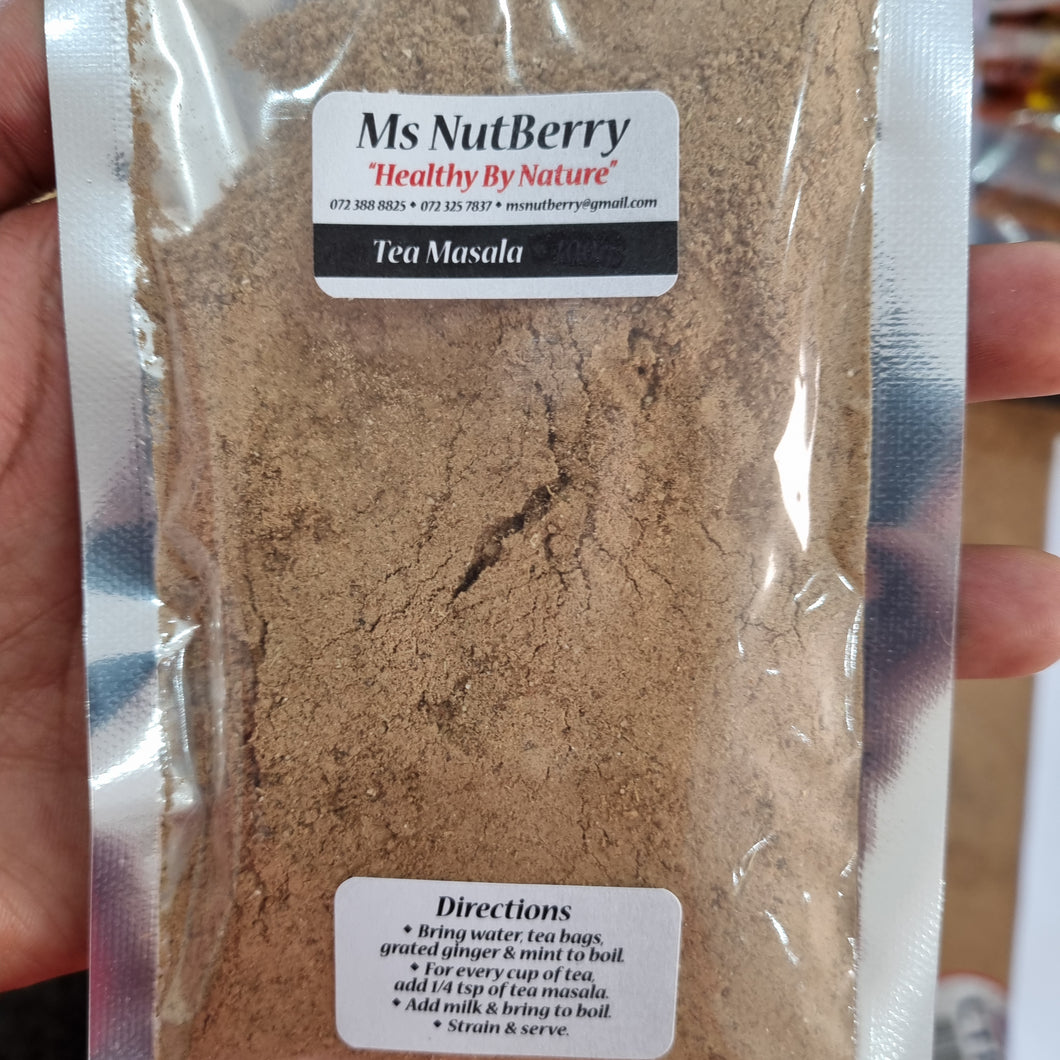 Ms NutBerry
"Healthy By Nature"
072 388 8825 ◆ 072 325 7837 ◆ msnutberry@gmail.com
Tea Masala
Directions
◆ Bring water, tea bags,
grated ginger & mint to boil.
◆ For every cup of tea,
add 1/4 tsp of tea masala.
◆ Add milk & bring to boil.
◆ Strain & serve.